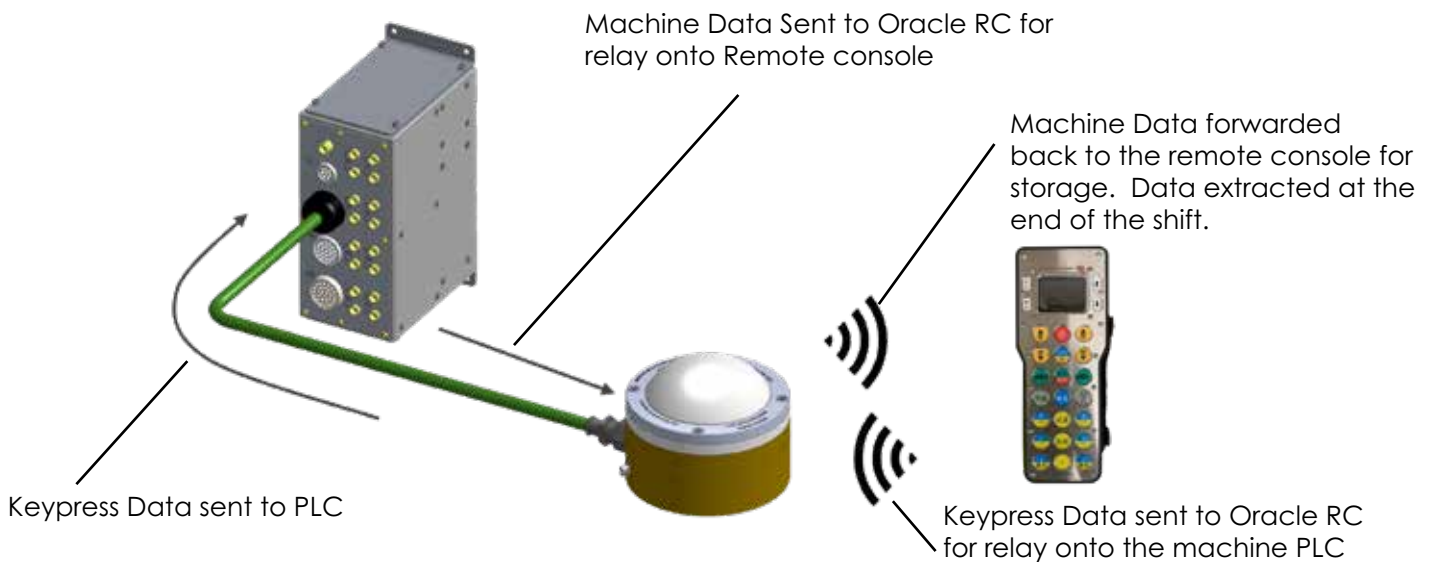 Machine Data Sent to Oracle RC for
relay onto Remote console
Machine Data forwarded
back to the remote console for
storage.  Data extracted at the
end of the shift.
Keypress Data sent to PLC
Keypress Data sent to Oracle RC
for relay onto the machine PLC